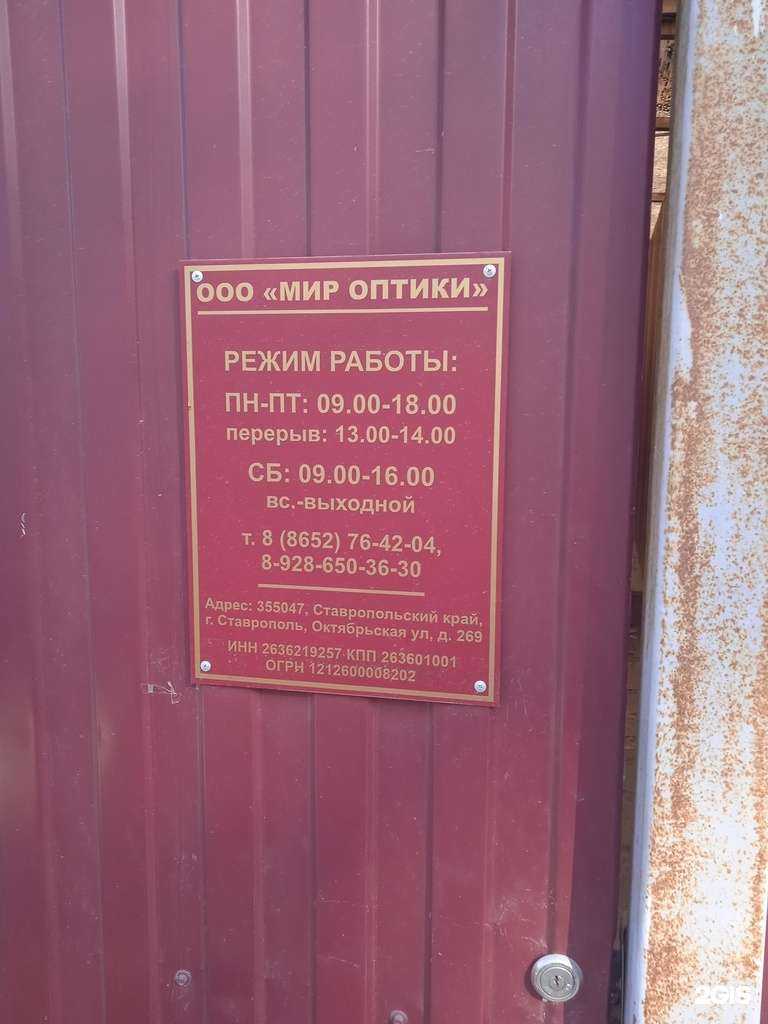 ООО «МИР ОПТИКИ»
РЕЖИМ РАБОТЫ:
ПН-ПТ: 09.00-18.00
перерыв: 13.00-14.00
СБ: 09.00-16.00
вс.-выходной
т. 8 (8652) 76-42-04,
8-928-650-36-30
Адрес: 355047, Ставропольский край,
г. Ставрополь, Октябрьская ул, д. 269
ИНН 2636219257 КПП 263601001
ОГРН 1212600008202
2GIS